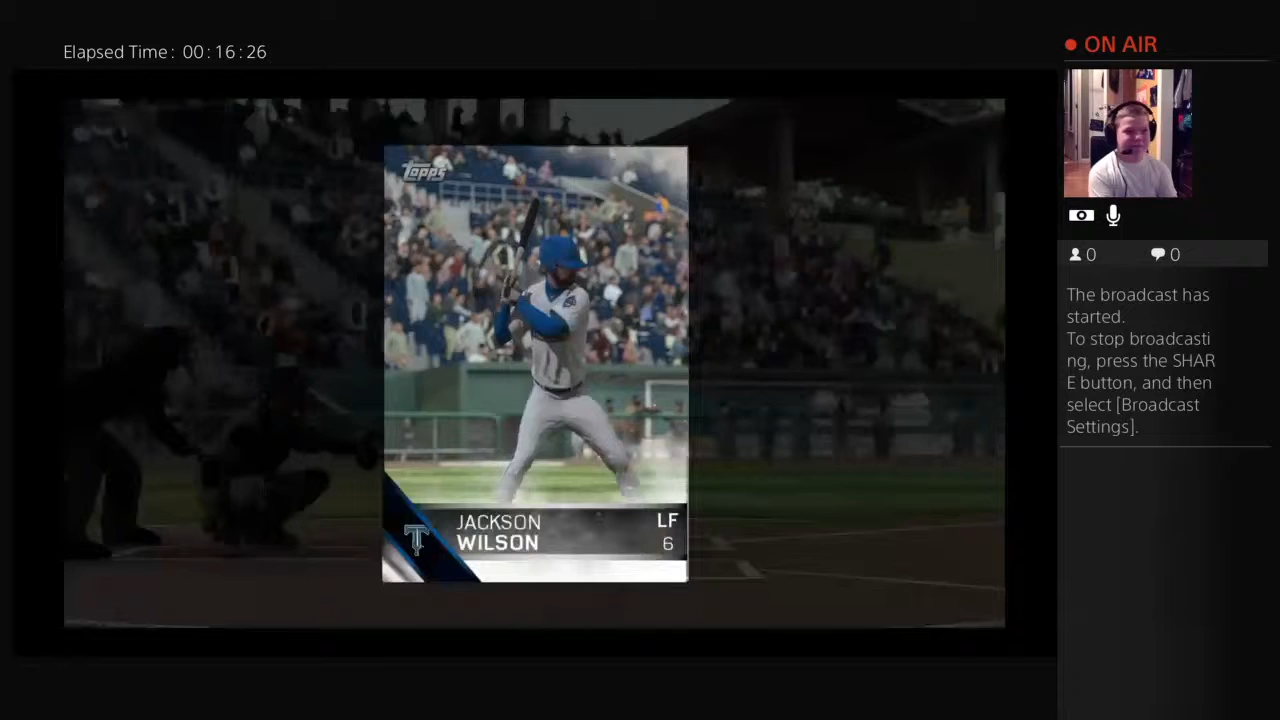 Elapsed Time: 00:16:26
ON AIR
Topps
JACKSON
WILSON
LF
6
0
0
The broadcast has
started.
To stop broadcasti
ng, press the SHAR
E button, and then
select [Broadcast
Settings].